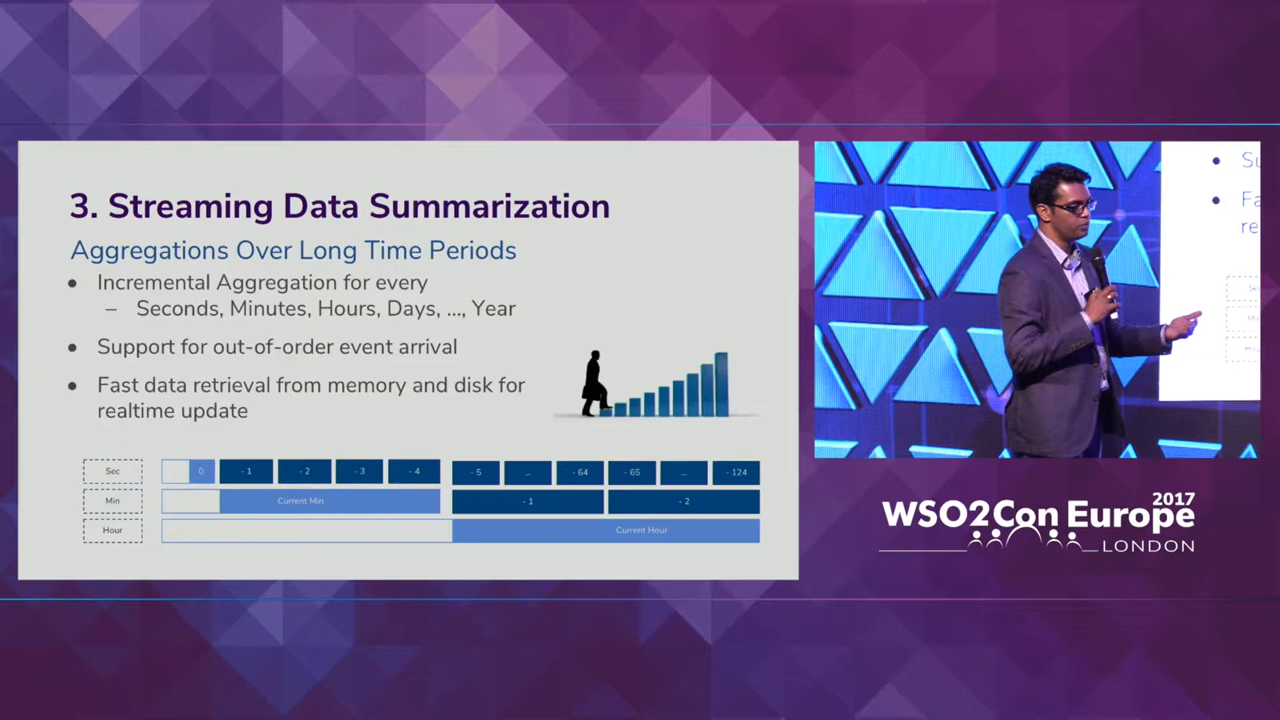 3. Streaming Data Summarization
Aggregations Over Long Time Periods
● Incremental Aggregation for every
– Seconds, Minutes, Hours, Days, ..., Year
● Support for out-of-order event arrival
● Fast data retrieval from memory and disk for
realtime update
Sec 0 - 1 - 2 - 3 - 4 - 5 ... - 64 - 65 ... - 124
Min Current Min - 1 - 2
Hour Current Hour
● Su
● Fa
re
WSO2Con Europe
2017
LONDON